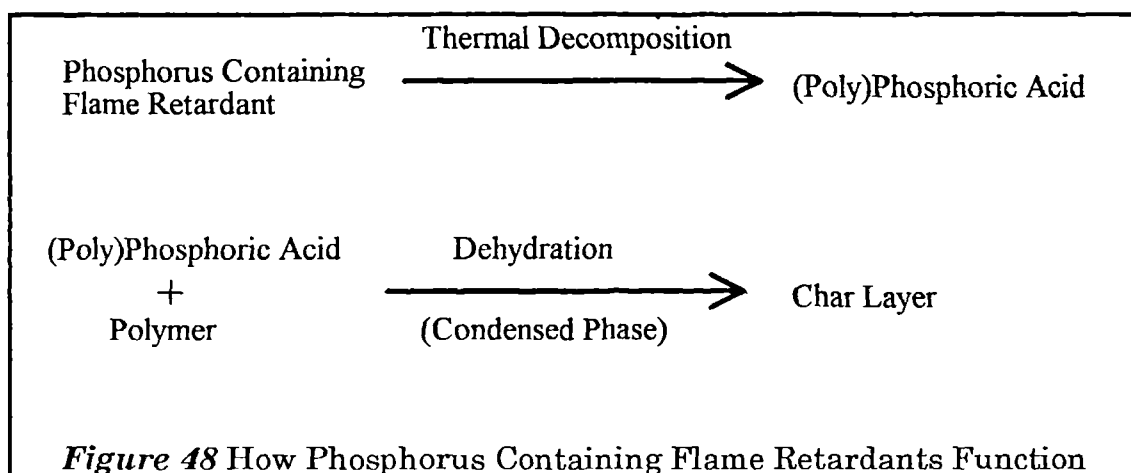 Thermal Decomposition
Phosphorus Containing
Flame Retardant
(Poly)Phosphoric Acid
(Poly)Phosphoric Acid
+
Polymer
Dehydration
(Condensed Phase)
Char Layer
Figure 48 How Phosphorus Containing Flame Retardants Function